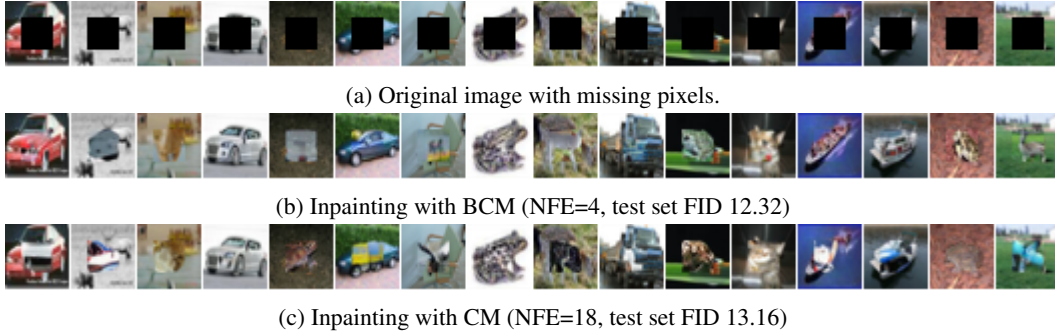 (a) Original image with missing pixels.
(b) Inpainting with BCM (NFE=4, test set FID 12.32)
(c) Inpainting with CM (NFE=18, test set FID 13.16)